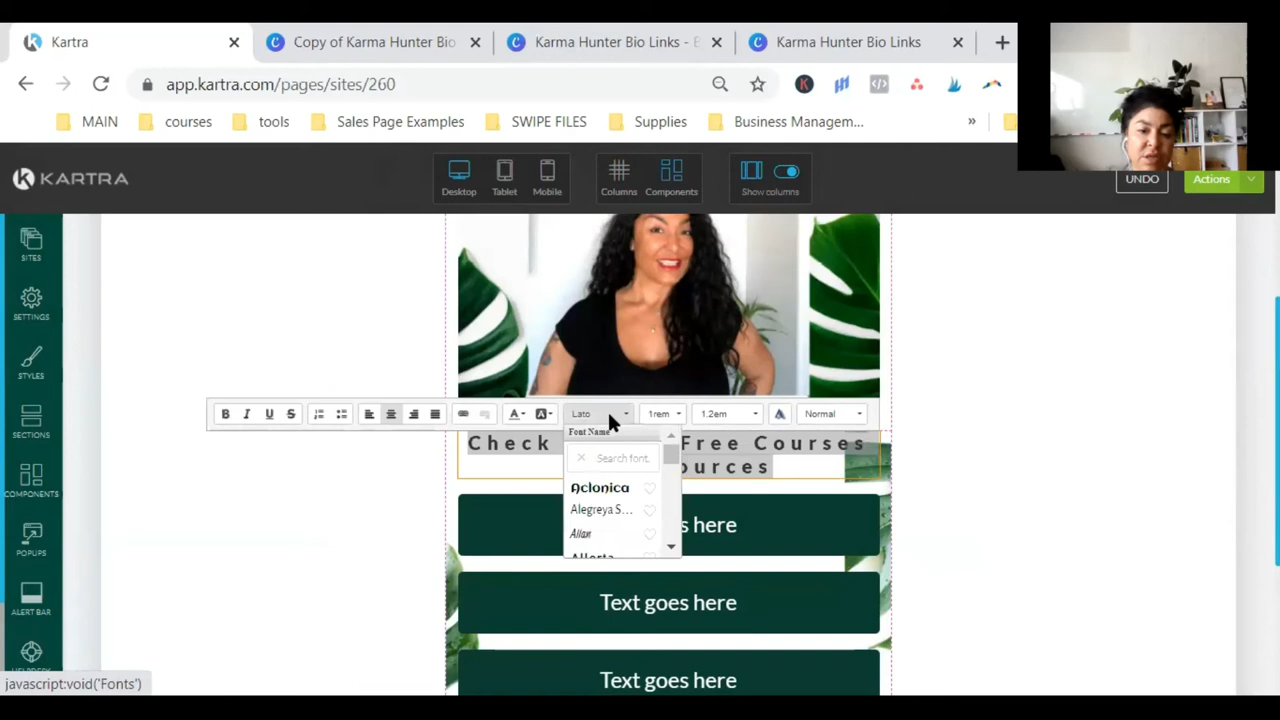 Kartra
Copy of Karma Hunter Bio
Karma Hunter Bio Links - E
Karma Hunter Bio Links
app.kartra.com/pages/sites/260
MAIN
courses
tools
Sales Page Examples
SWIPE FILES
Supplies
Business Managem...
»
KARTRA
Desktop
Tablet
Mobile
Columns
Components
Show columns
UNDO
Actions
SITES
SETTINGS
STYLES
SECTIONS
COMPONENTS
POPUPS
ALERT BAR
B I U S
A A
Lato
1rem
1.2em
Normal
Font Name
Search font.
Aclonica
Alegreya S...
Allan
Allerta
Check Free Courses
ources
s here
Text goes here
Text goes here
javascript:void('Fonts')